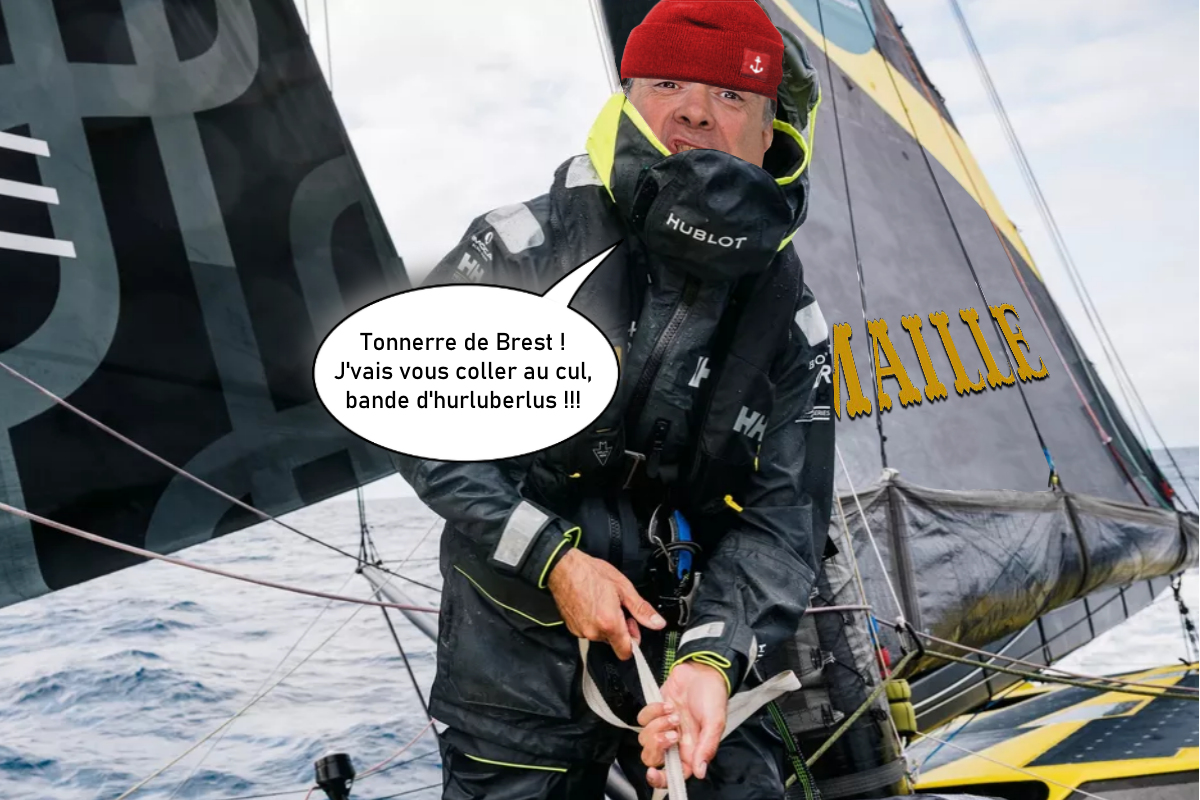 HUBLOT
Tonnerre de Brest !
J'vais vous coller au cul,
bande d'hurluberlus !!!
MAILLE
HH
HH